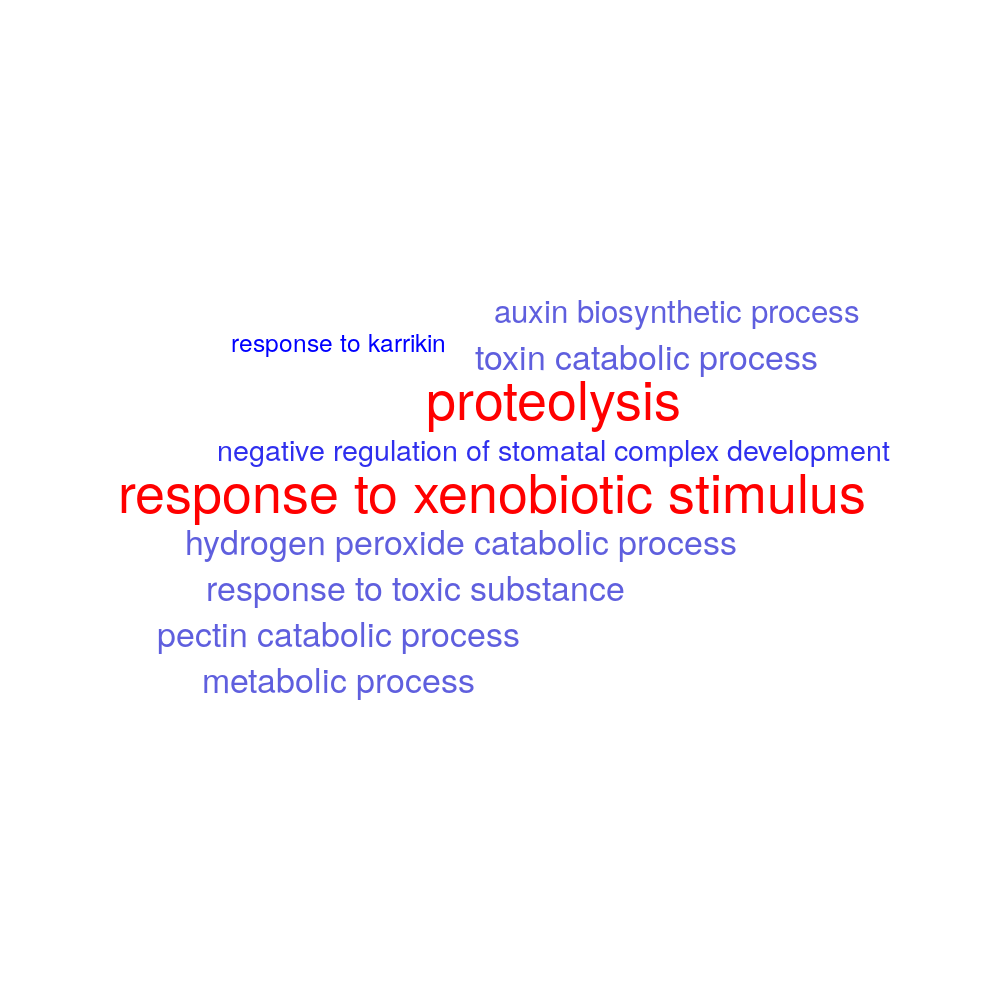 auxin biosynthetic process
response to karrikin
toxin catabolic process
proteolysis
negative regulation of stomatal complex development
response to xenobiotic stimulus
hydrogen peroxide catabolic process
response to toxic substance
pectin catabolic process
metabolic process